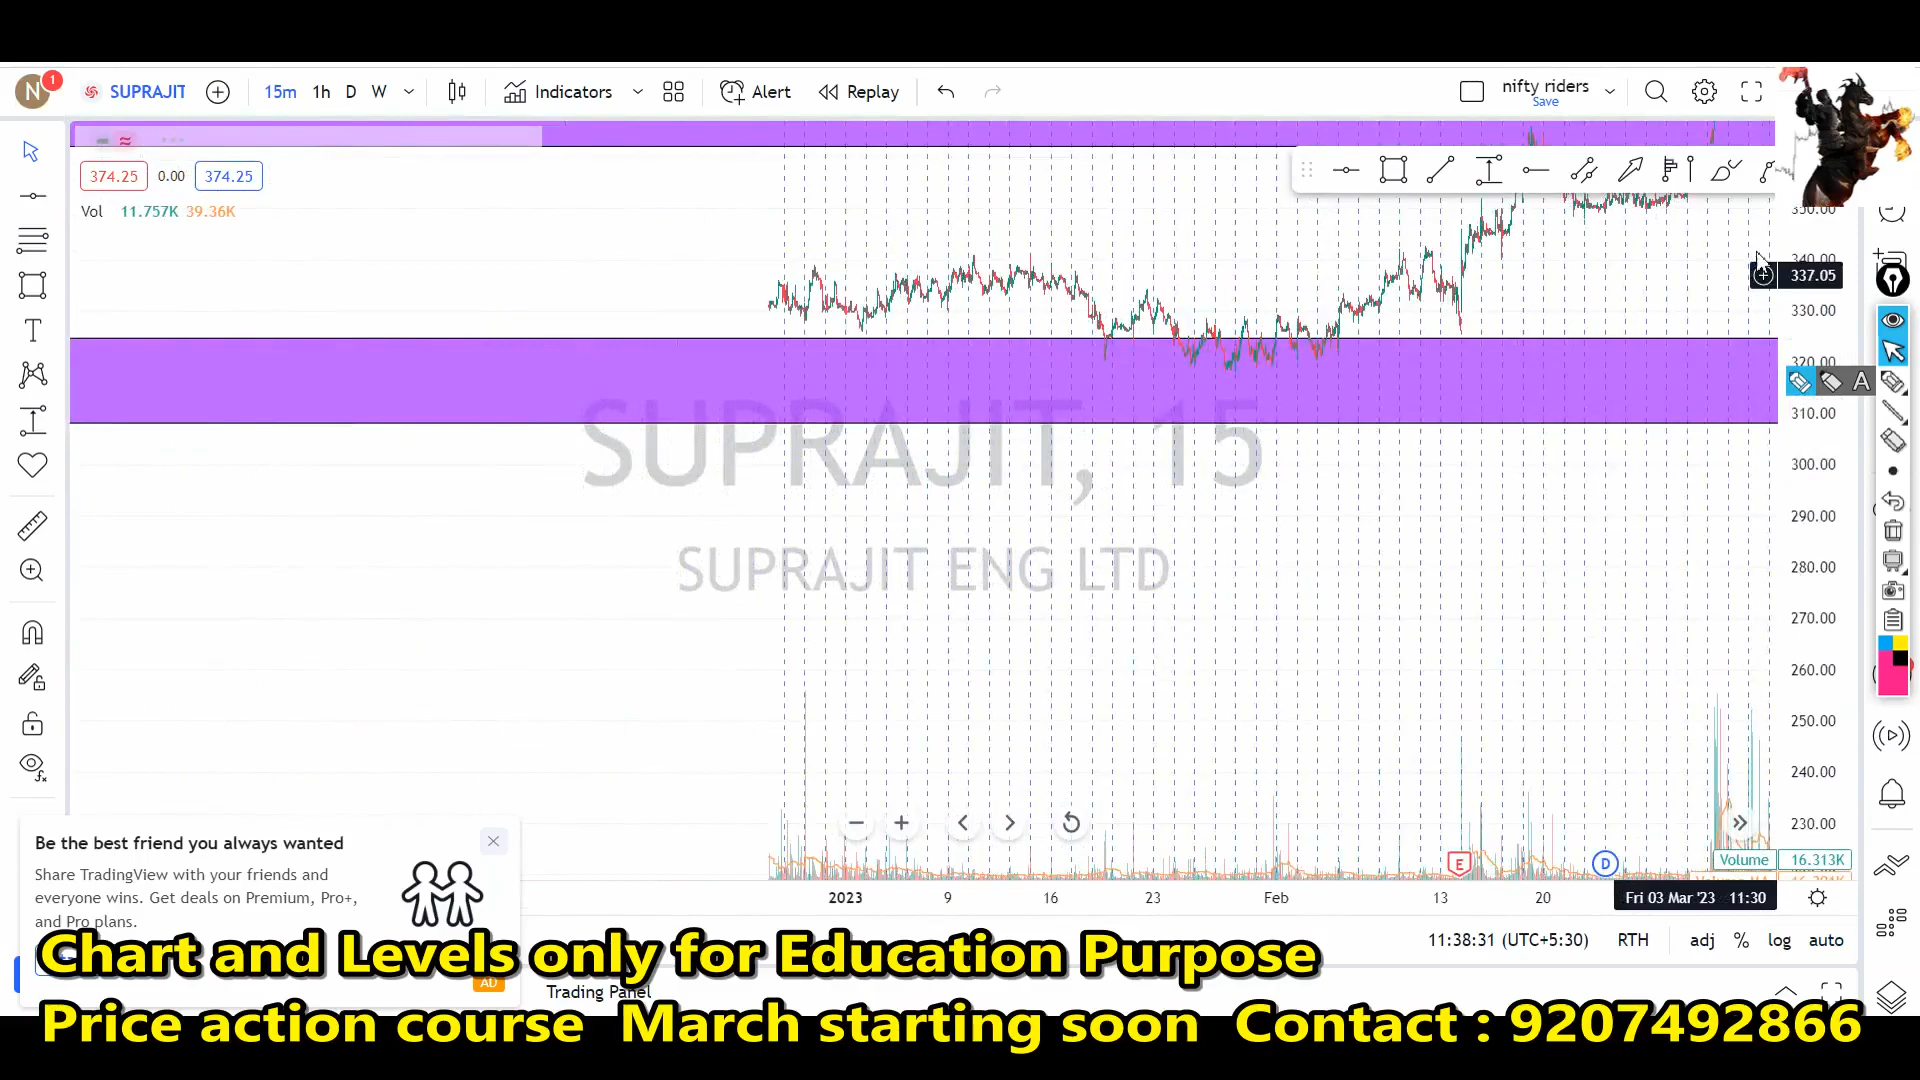 N 1 SUPRAJIT 15m 1h D W Indicators Alert Replay nifty riders
Save
374.25 0.00 374.25
Vol 11.757K 39.36K
350.00
340.00
337.05
330.00
320.00
310.00
A
300.00
290.00
280.00
270.00
260.00
250.00
240.00
230.00
SUPRAJIT, 15
SUPRAJIT ENG LTD
Volume 16.313K
E D
2023 9 16 23 Feb 13 20 Fri 03 Mar '23 11:30
11:38:31 (UTC+5:30) RTH adj % log auto
Be the best friend you always wanted
Share TradingView with your friends and
everyone wins. Get deals on Premium, Pro+,
and Pro plans.
AD
Trading Panel
Chart and Levels only for Education Purpose
Price action course March starting soon Contact : 9207492866